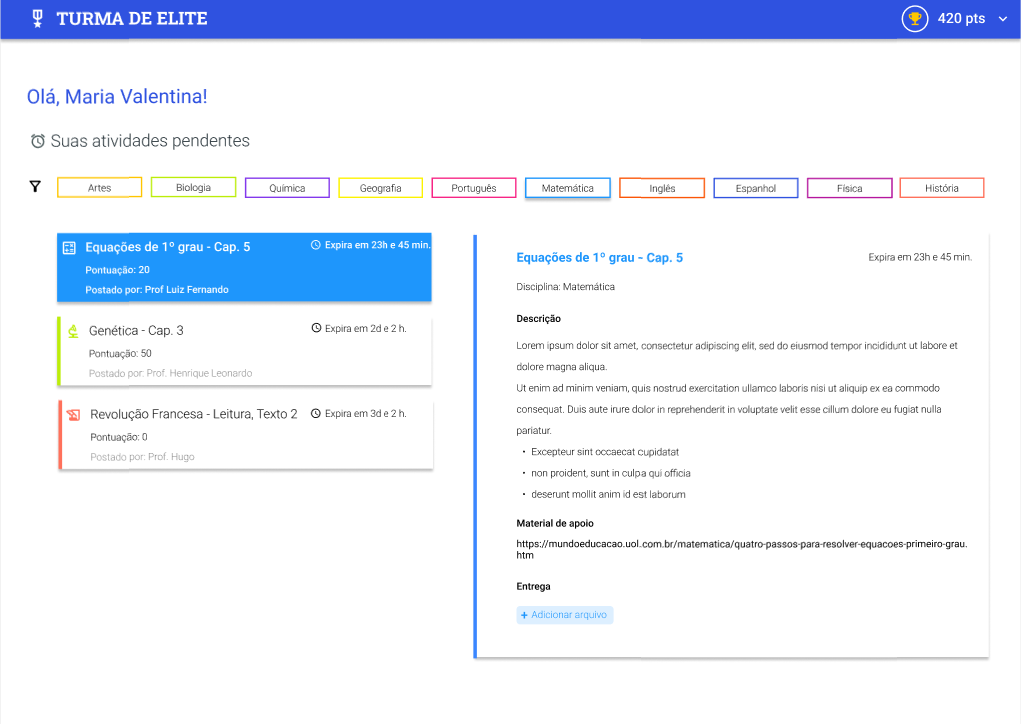 TURMA DE ELITE
420 pts
Olá, Maria Valentina!
Suas atividades pendentes
Artes
Biologia
Química
Geografia
Português
Matemática
Inglês
Espanhol
Física
História
Equações de 1º grau - Cap. 5
Expira em 23h e 45 min.
Pontuação: 20
Postado por: Prof Luiz Fernando
Genética - Cap. 3
Expira em 2d e 2 h.
Pontuação: 50
Postado por: Prof. Henrique Leonardo
Revolução Francesa - Leitura, Texto 2
Expira em 3d e 2 h.
Pontuação: 0
Postado por: Prof. Hugo
Equações de 1º grau - Cap. 5
Expira em 23h e 45 min.
Disciplina: Matemática
Descrição
Lorem ipsum dolor sit amet, consectetur adipiscing elit, sed do eiusmod tempor incididunt ut labore et
dolore magna aliqua.
Ut enim ad minim veniam, quis nostrud exercitation ullamco laboris nisi ut aliquip ex ea commodo
consequat. Duis aute irure dolor in reprehenderit in voluptate velit esse cillum dolore eu fugiat nulla
pariatur.
• Excepteur sint occaecat cupidatat
• non proident, sunt in culpa qui officia
• deserunt mollit anim id est laborum
Material de apoio
https://mundoeducacao.uol.com.br/matematica/quatro-passos-para-resolver-equacoes-primeiro-grau.
htm
Entrega
+ Adicionar arquivo